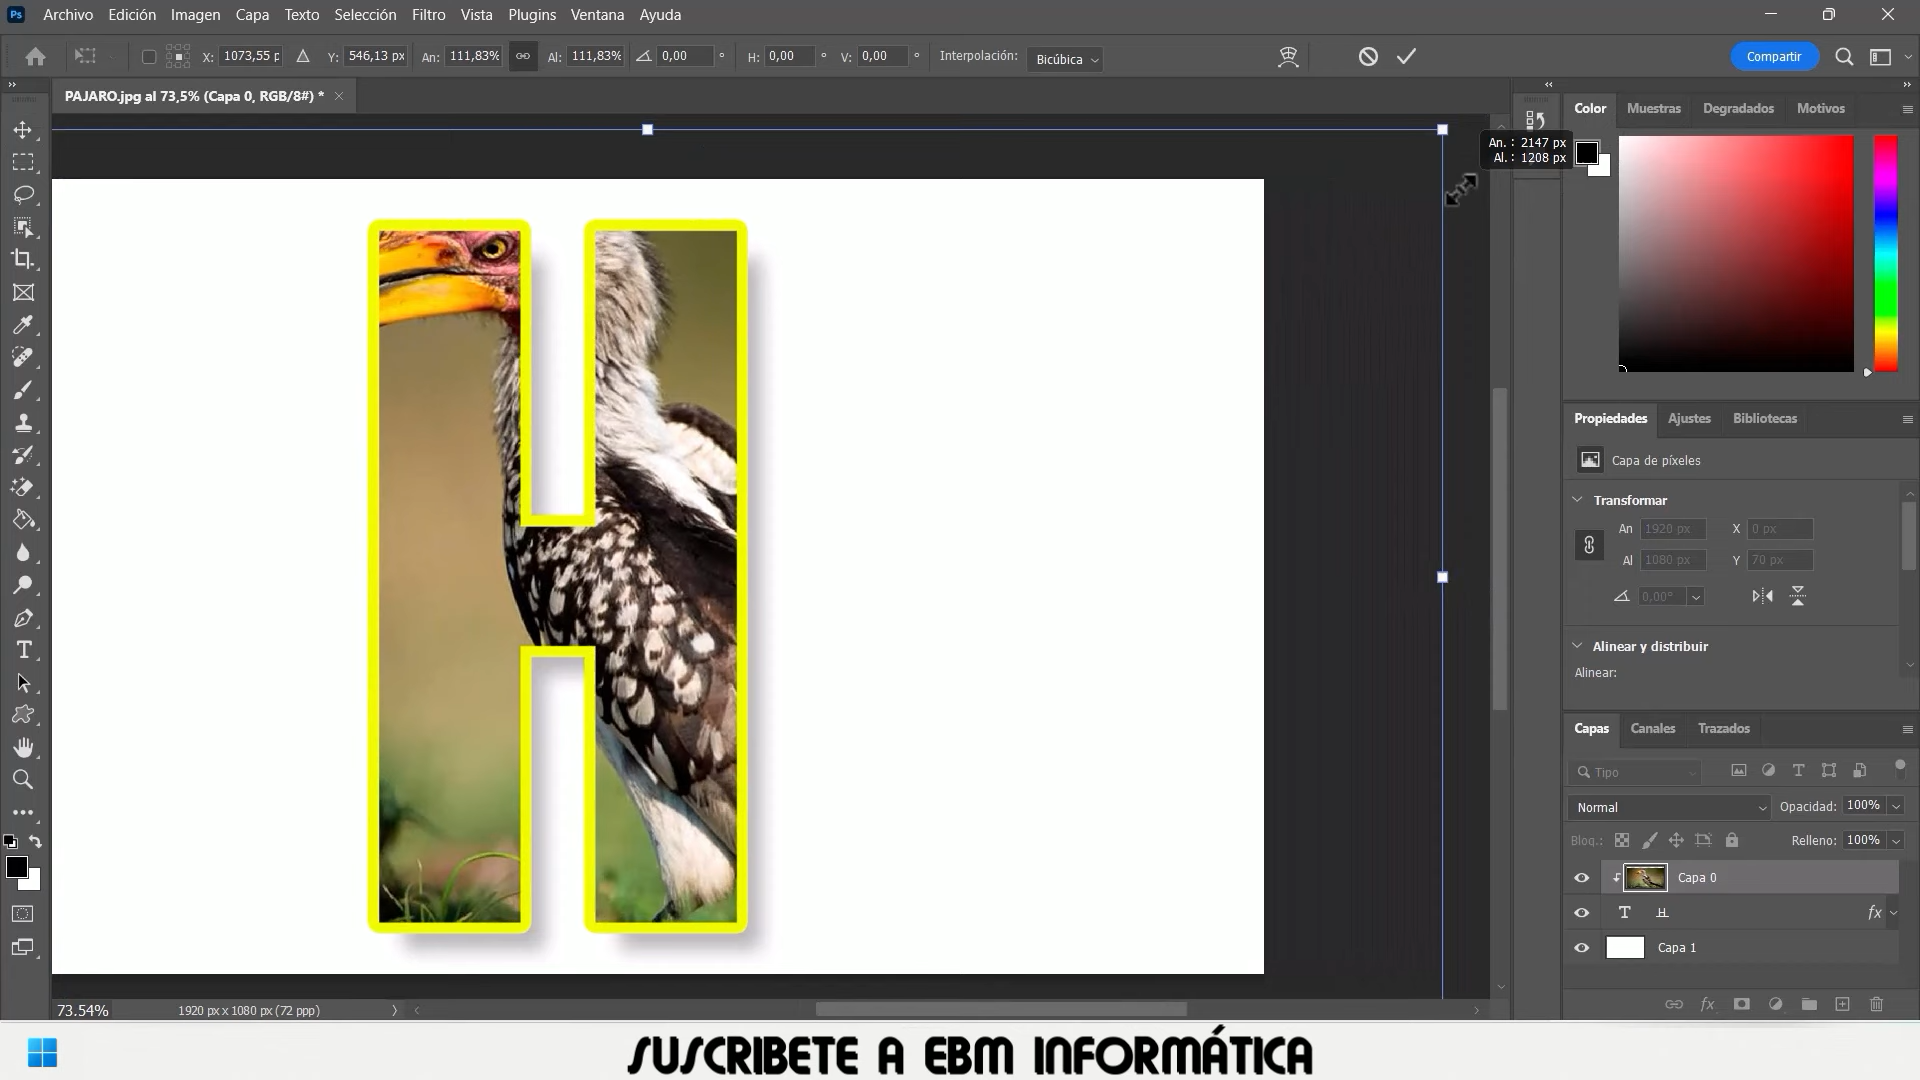 Ps Archivo Edición Imagen Capa Texto Selección Filtro Vista Plugins Ventana Ayuda
X: 1073,55 p Y: 546,13 px An: 111,83% Al: 111,83% 0,00 ° H: 0,00 ° V: 0,00 ° Interpolación: Bicúbica Compartir
PAJARO.jpg al 73,5% (Capa 0, RGB/8#) *
Color Muestras Degradados Motivos
An. : 2147 px
Al. : 1208 px
H
Propiedades Ajustes Bibliotecas
Capa de píxeles
Transformar
An 1920 px X 0 px
Al 1080 px Y 70 px
0,00°
Alinear y distribuir
Alinear:
Capas Canales Trazados
Tipo
Normal Opacidad: 100%
Bloq.: Relleno: 100%
Capa 0
T H fx
Capa 1
73.54% 1920 px x 1080 px (72 ppp)
fx
SUSCRIBETE A EBM INFORMÁTICA